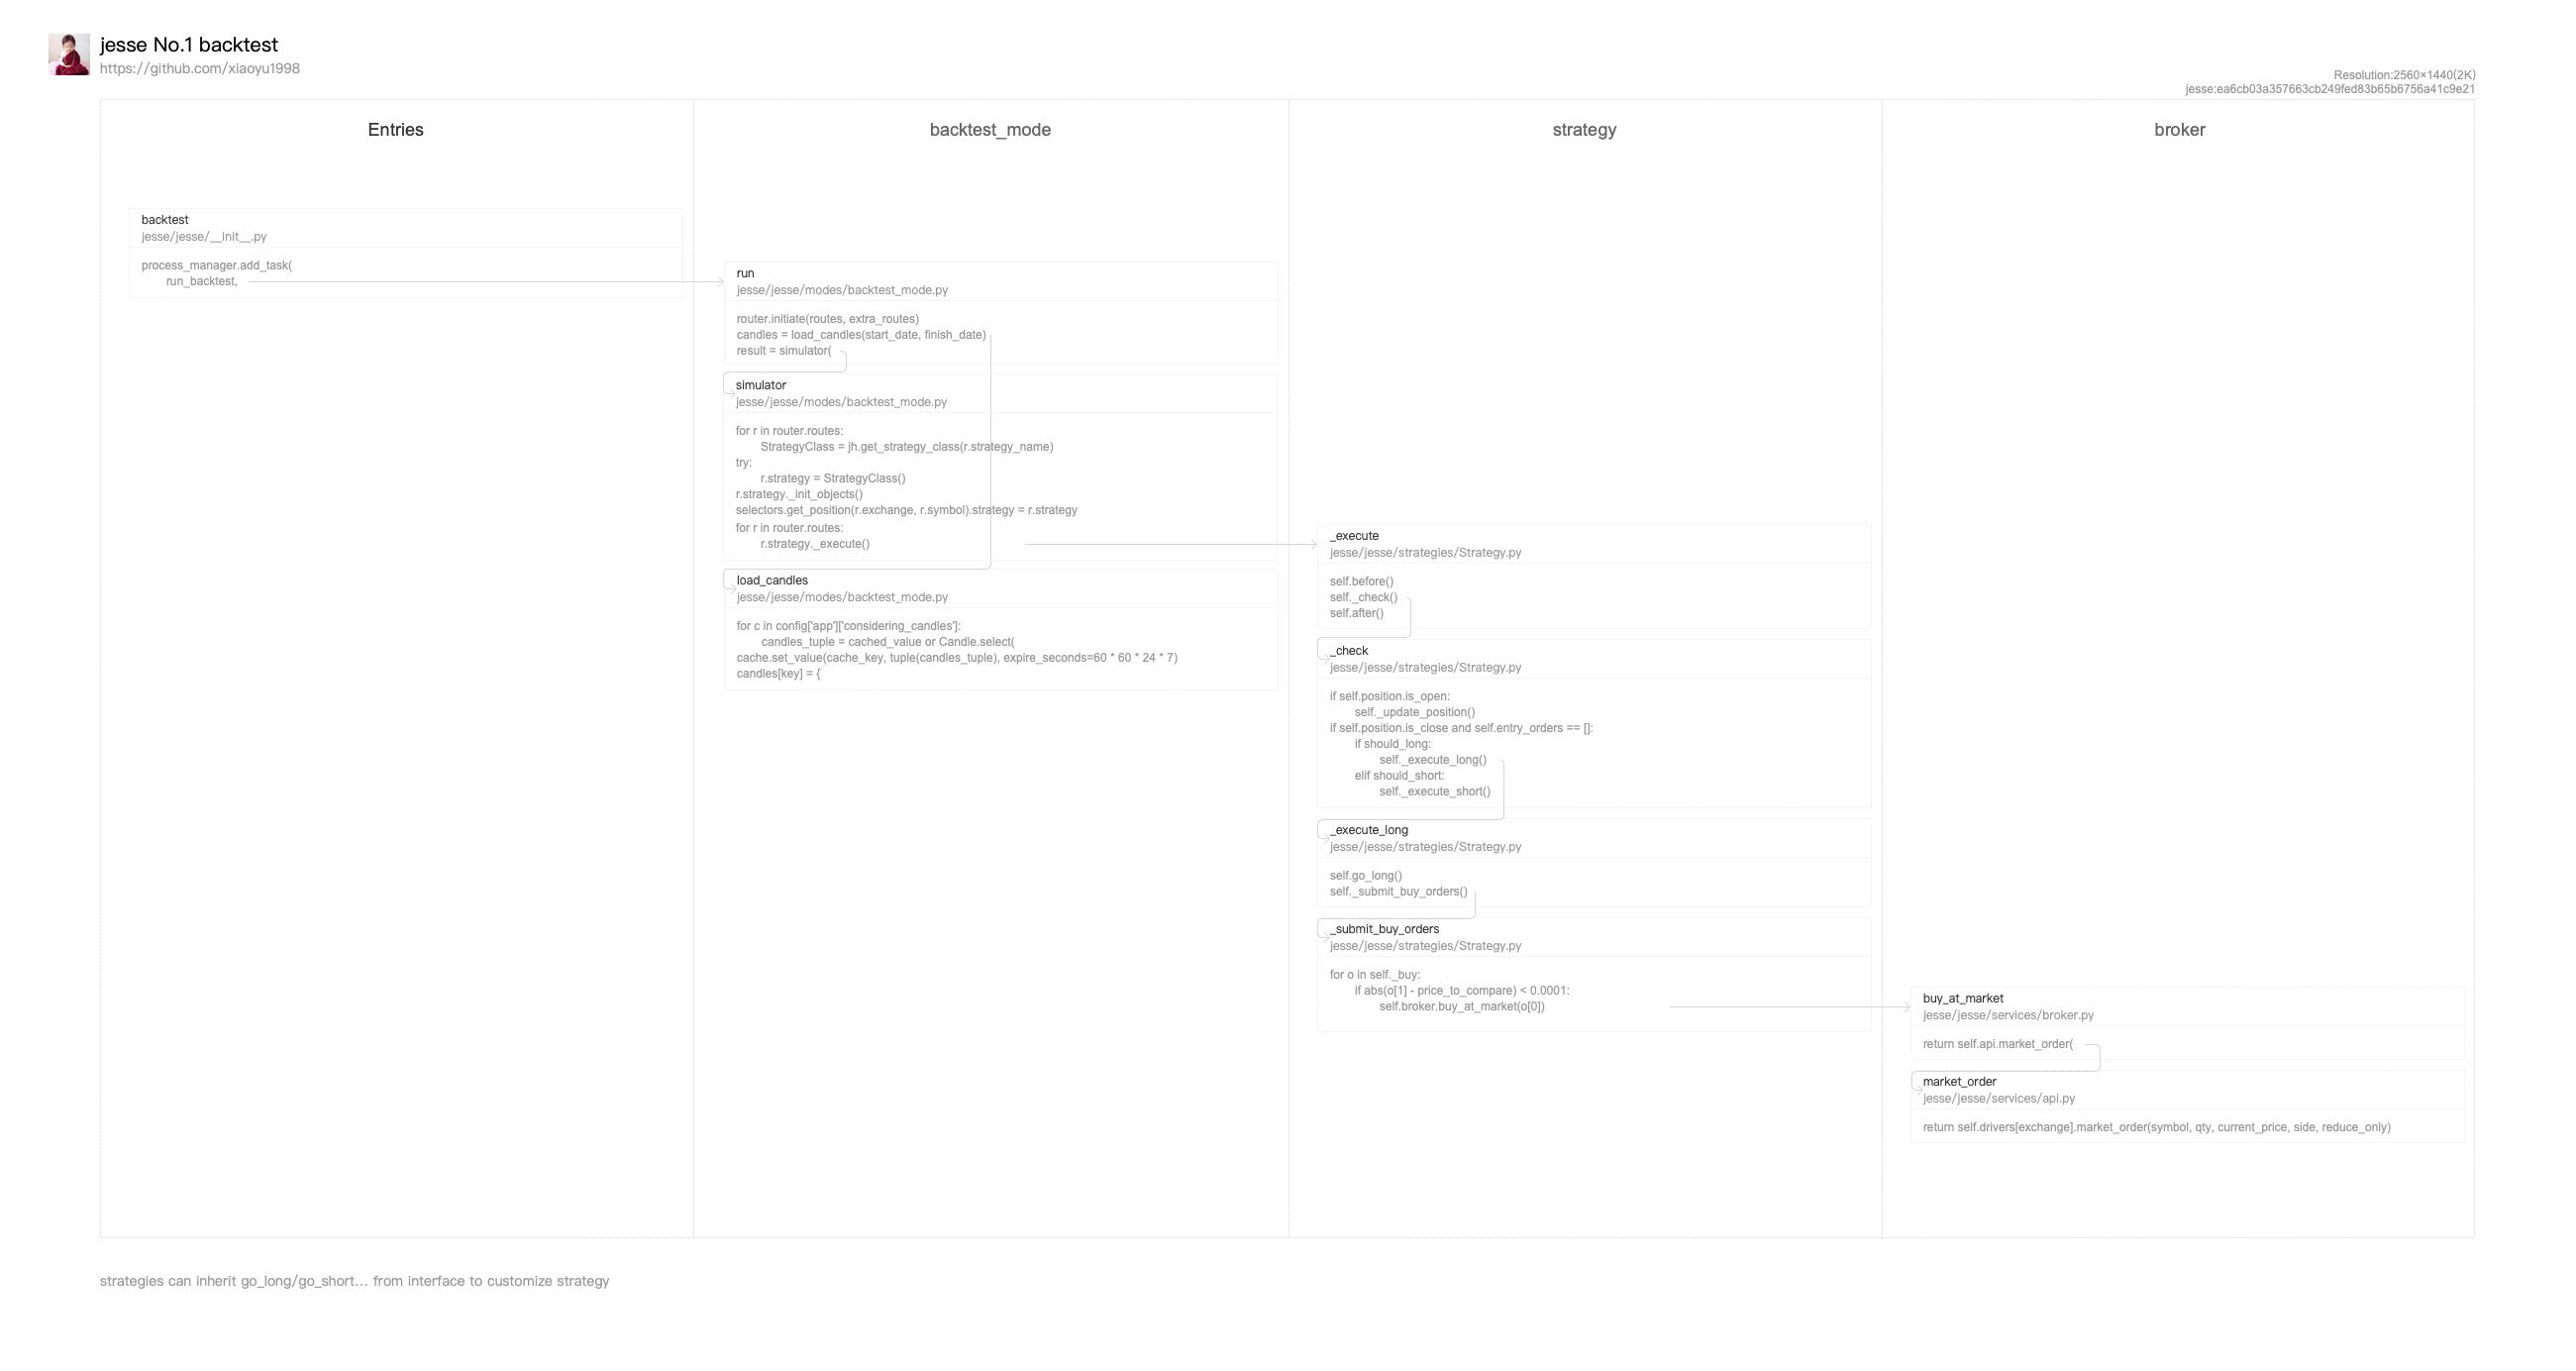 jesse No.1 backtest
https://github.com/xiaoyu1998
Resolution:2560×1440(2K)
jesse:ea6cb03a357663cb249fed83b65b6756a41c9e21
Entries
backtest
jesse/jesse/__init__.py
process_manager.add_task(
run_backtest,
backtest_mode
run
jesse/jesse/modes/backtest_mode.py
router.initiate(routes, extra_routes)
candles = load_candles(start_date, finish_date)
result = simulator(
simulator
jesse/jesse/modes/backtest_mode.py
for r in router.routes:
StrategyClass = jh.get_strategy_class(r.strategy_name)
try:
r.strategy = StrategyClass()
r.strategy._init_objects()
selectors.get_position(r.exchange, r.symbol).strategy = r.strategy
for r in router.routes:
r.strategy._execute()
load_candles
jesse/jesse/modes/backtest_mode.py
for c in config['app']['considering_candles']:
candles_tuple = cached_value or Candle.select(
cache.set_value(cache_key, tuple(candles_tuple), expire_seconds=60 * 60 * 24 * 7)
candles[key] = {
strategy
_execute
jesse/jesse/strategies/Strategy.py
self.before()
self._check()
self.after()
_check
jesse/jesse/strategies/Strategy.py
if self.position.is_open:
self._update_position()
if self.position.is_close and self.entry_orders == []:
if should_long:
self._execute_long()
elif should_short:
self._execute_short()
_execute_long
jesse/jesse/strategies/Strategy.py
self.go_long()
self._submit_buy_orders()
_submit_buy_orders
jesse/jesse/strategies/Strategy.py
for o in self._buy:
if abs(o[1] - price_to_compare) < 0.0001:
self.broker.buy_at_market(o[0])
broker
buy_at_market
jesse/jesse/services/broker.py
return self.api.market_order(
market_order
jesse/jesse/services/api.py
return self.drivers[exchange].market_order(symbol, qty, current_price, side, reduce_only)
strategies can inherit go_long/go_short... from interface to customize strategy